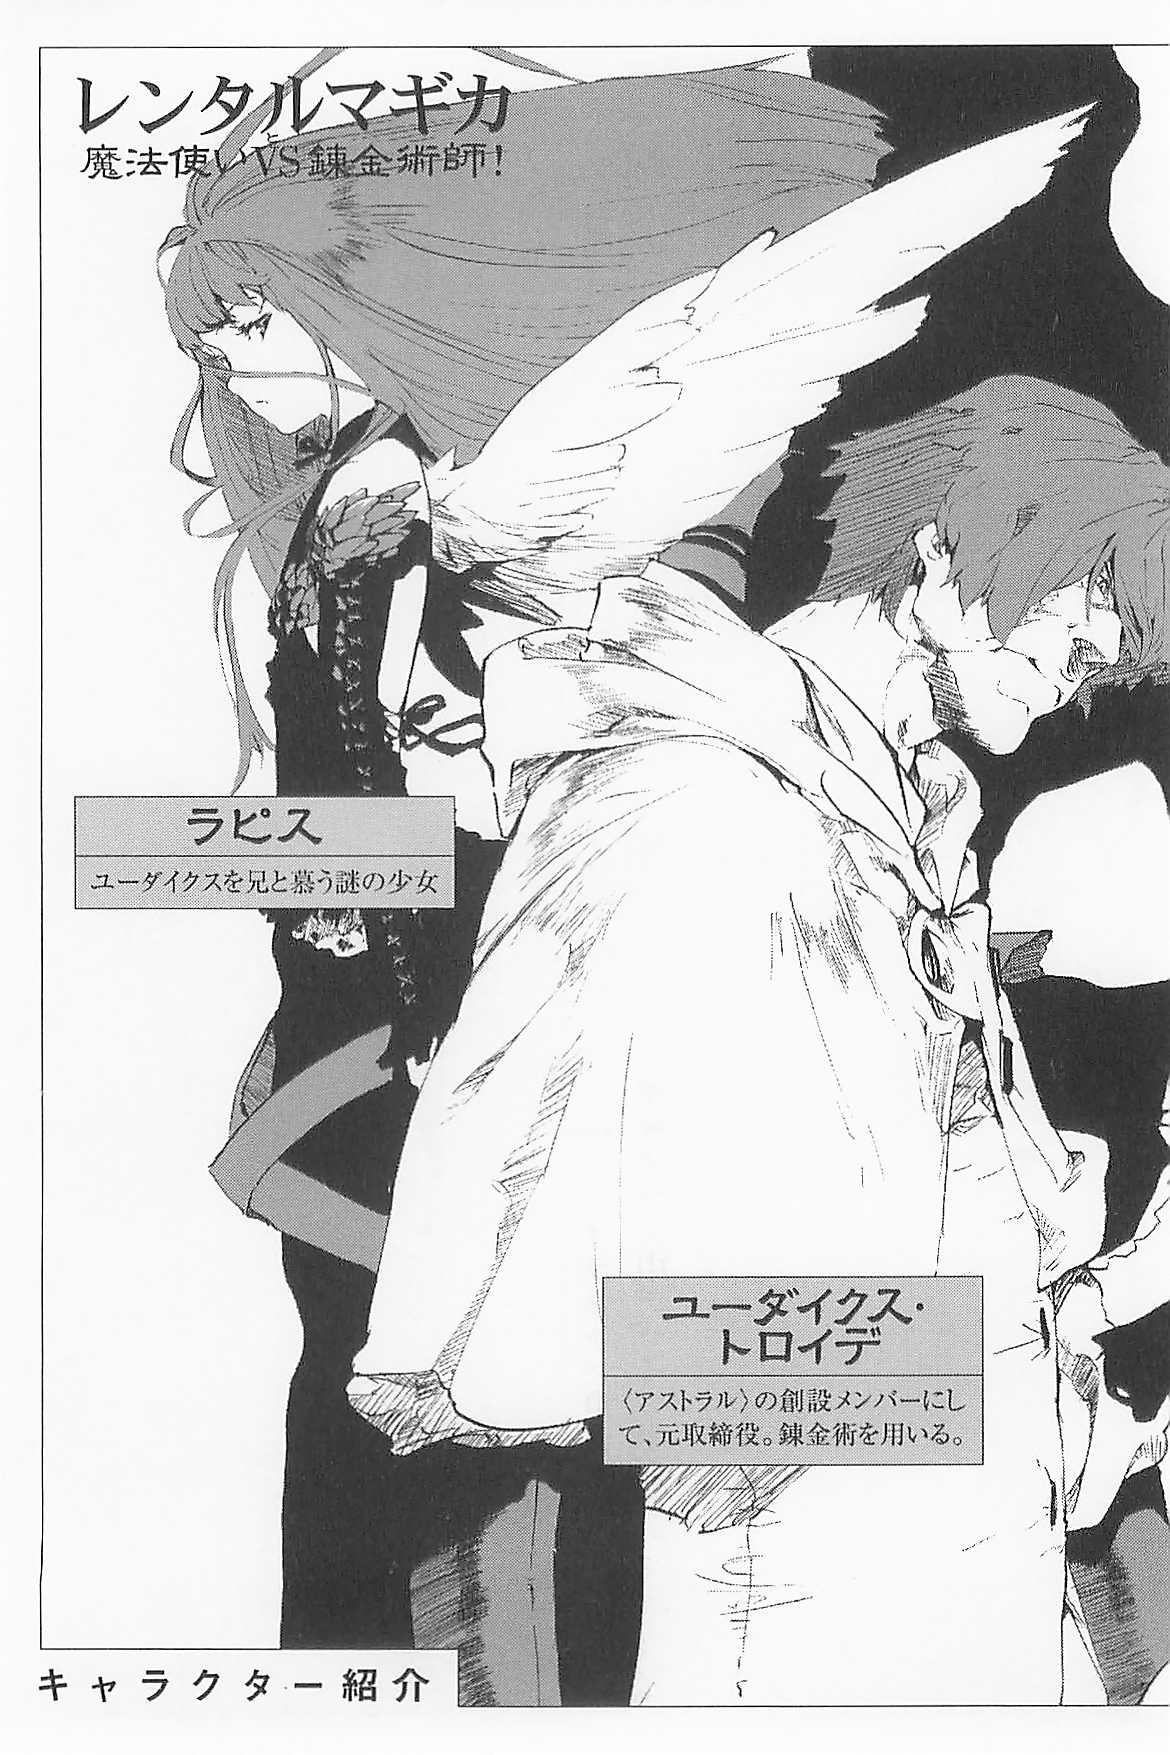 レンタルマギカ
魔法使いVS錬金術師!
ラピス
ユーダイクスを兄と慕う謎の少女
ユーダイクス・
トロイデ
〈アストラル〉の創設メンバーにし
て、元取締役。錬金術を用いる。
キャラクター紹介